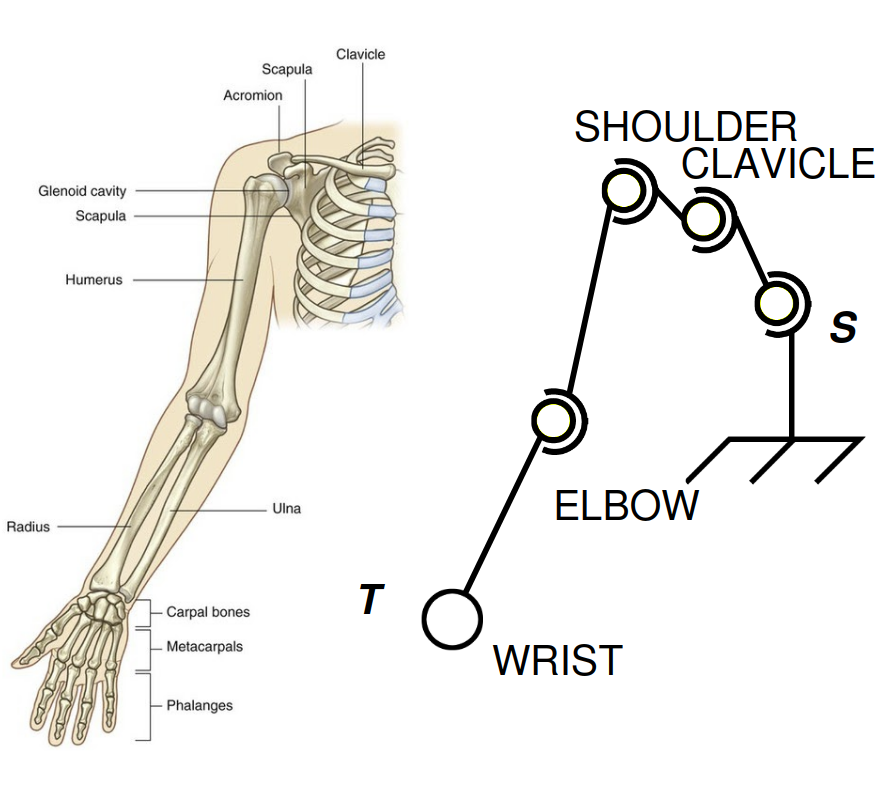 Clavicle
Scapula
Acromion
Glenoid cavity
Scapula
Humerus
Ulna
Radius
Carpal bones
Metacarpals
Phalanges
SHOULDER
CLAVICLE
S
ELBOW
T
WRIST